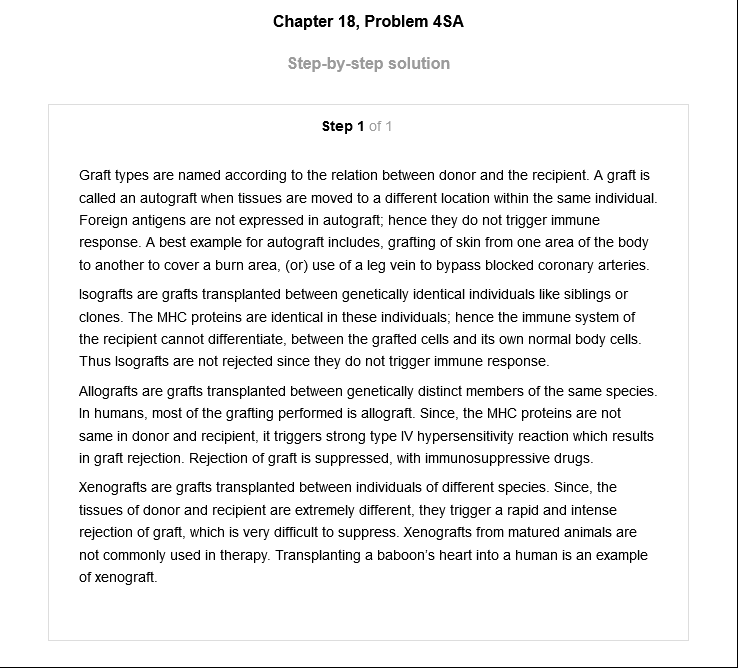 Chapter 18, Problem 4SA
Step-by-step solution
Step 1 of 1
Graft types are named according to the relation between donor and the recipient. A graft is
called an autograft when tissues are moved to a different location within the same individual.
Foreign antigens are not expressed in autograft; hence they do not trigger immune
response. A best example for autograft includes, grafting of skin from one area of the body
to another to cover a burn area, (or) use of a leg vein to bypass blocked coronary arteries.
Isografts are grafts transplanted between genetically identical individuals like siblings or
clones. The MHC proteins are identical in these individuals; hence the immune system of
the recipient cannot differentiate, between the grafted cells and its own normal body cells.
Thus Isografts are not rejected since they do not trigger immune response.
Allografts are grafts transplanted between genetically distinct members of the same species.
In humans, most of the grafting performed is allograft. Since, the MHC proteins are not
same in donor and recipient, it triggers strong type IV hypersensitivity reaction which results
in graft rejection. Rejection of graft is suppressed, with immunosuppressive drugs.
Xenografts are grafts transplanted between individuals of different species. Since, the
tissues of donor and recipient are extremely different, they trigger a rapid and intense
rejection of graft, which is very difficult to suppress. Xenografts from matured animals are
not commonly used in therapy. Transplanting a baboon's heart into a human is an example
of xenograft.